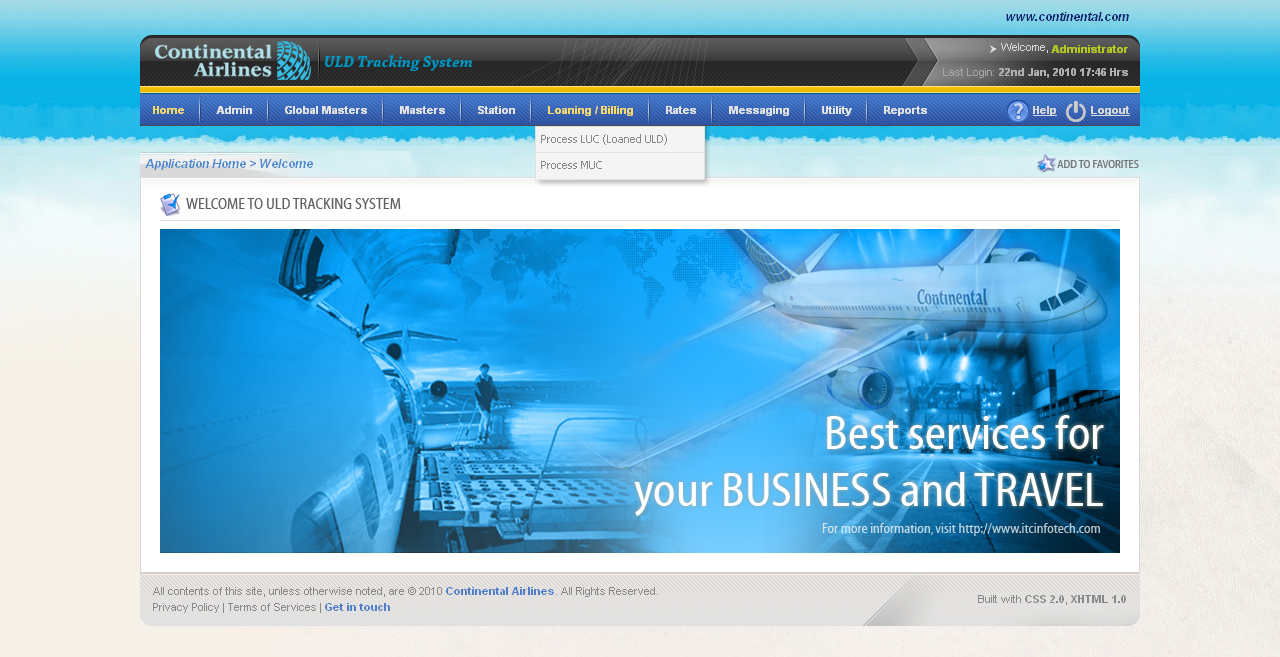 www.continental.com
Continental
Airlines
ULD Tracking System
Welcome, Administrator
Last Login: 22nd Jan, 2010 17:46 Hrs
Home Admin Global Masters Masters Station Loaning / Billing Rates Messaging Utility Reports ? Help Logout
Process LUC (Loaned ULD)
Process MUC
Application Home > Welcome
ADD TO FAVORITES
WELCOME TO ULD TRACKING SYSTEM
Continental
Best services for
your BUSINESS and TRAVEL
For more information, visit http://www.itcinfotech.com
All contents of this site, unless otherwise noted, are © 2010 Continental Airlines. All Rights Reserved.
Privacy Policy | Terms of Services | Get in touch
Built with CSS 2.0, XHTML 1.0